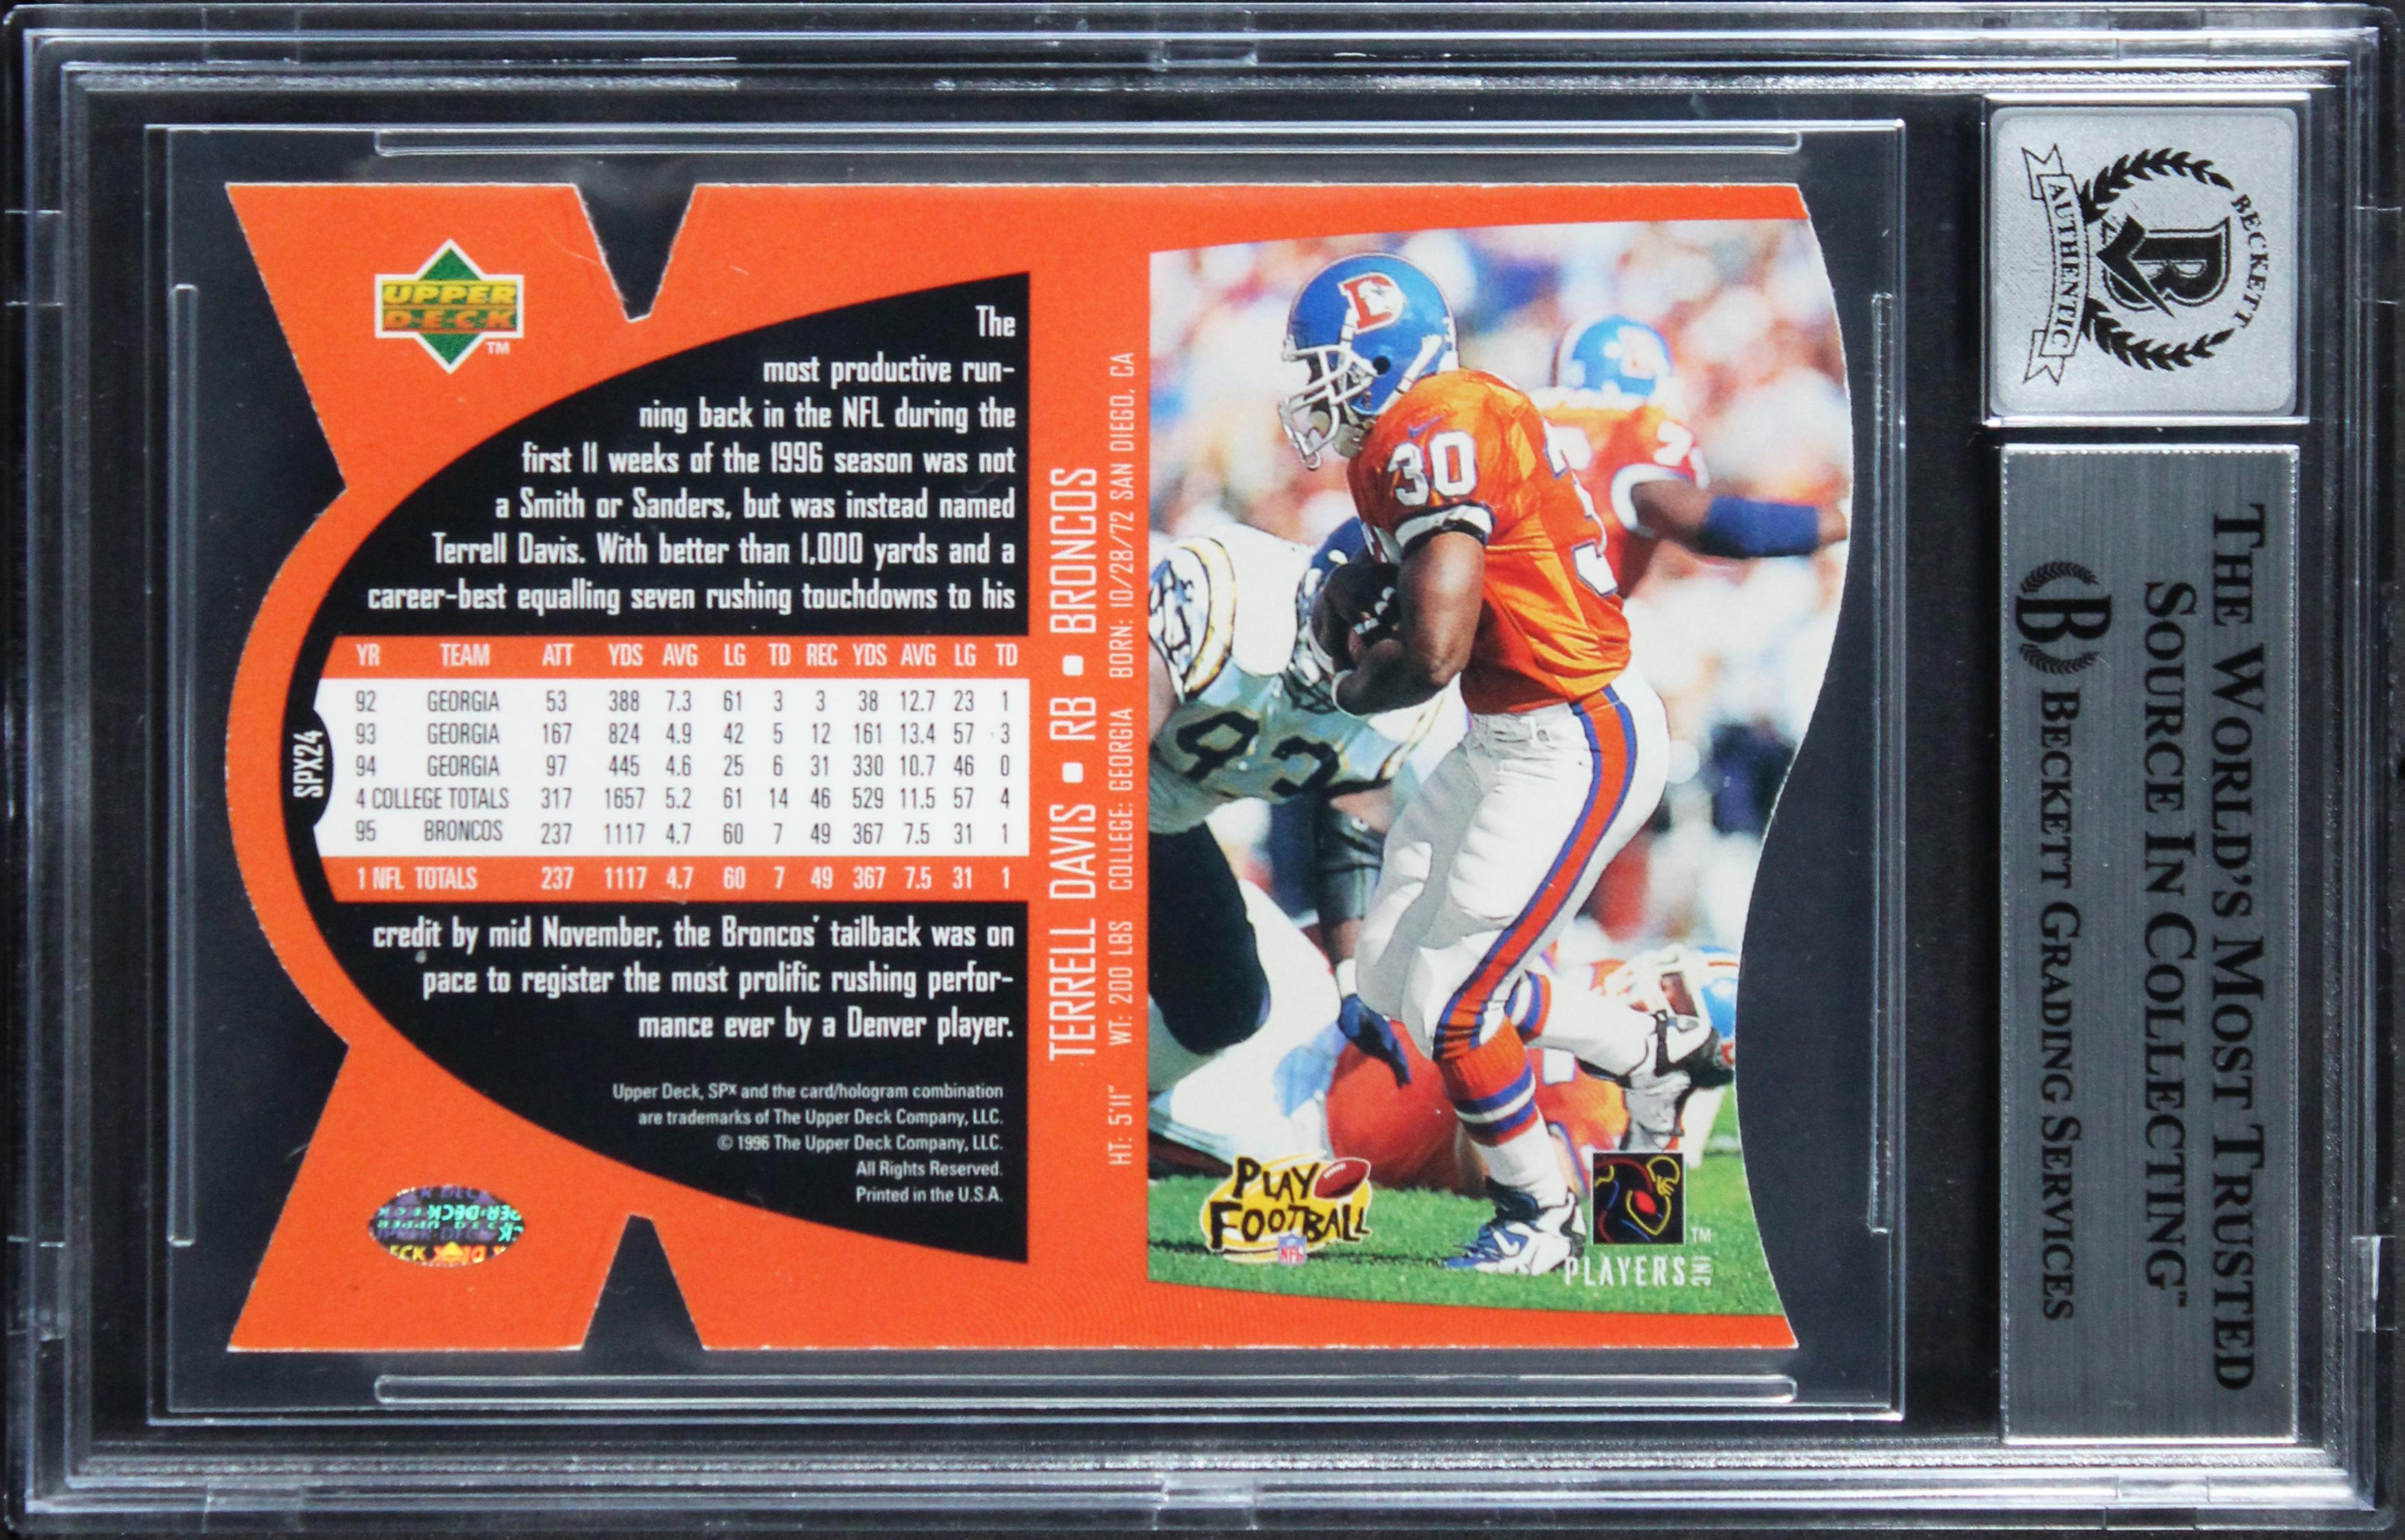 UPPER
DECK
TM
The
most productive run-
ning back in the NFL during the
first 11 weeks of the 1996 season was not
a Smith or Sanders, but was instead named
Terrell Davis. With better than 1,000 yards and a
career-best equalling seven rushing touchdowns to his
YR TEAM ATT YDS AVG LG TD REC YDS AVG LG TD
92 GEORGIA 53 388 7.3 61 3 3 38 12.7 23 1
93 GEORGIA 167 824 4.9 42 5 12 161 13.4 57 3
94 GEORGIA 97 445 4.6 25 6 31 330 10.7 46 0
4 COLLEGE TOTALS 317 1657 5.2 61 14 46 529 11.5 57 4
95 BRONCOS 237 1117 4.7 60 7 49 367 7.5 31 1
1 NFL TOTALS 237 1117 4.7 60 7 49 367 7.5 31 1
credit by mid November, the Broncos' tailback was on
pace to register the most prolific rushing perfor-
mance ever by a Denver player.
Upper Deck, SPx and the card/hologram combination
are trademarks of The Upper Deck Company, LLC.
© 1996 The Upper Deck Company, LLC.
All Rights Reserved.
Printed in the U.S.A.
SPX24
TERRELL DAVIS ▪ RB ▪ BRONCOS
HT: 5'11" WT: 200 LBS COLLEGE: GEORGIA BORN: 10/28/72 SAN DIEGO, CA
D
30
93
PLAY
FOOTBALL
NFL
TM
PLAYERS INC
BECKETT
B
AUTHENTIC
THE WORLD'S MOST TRUSTED
SOURCE IN COLLECTING™
B BECKETT GRADING SERVICES